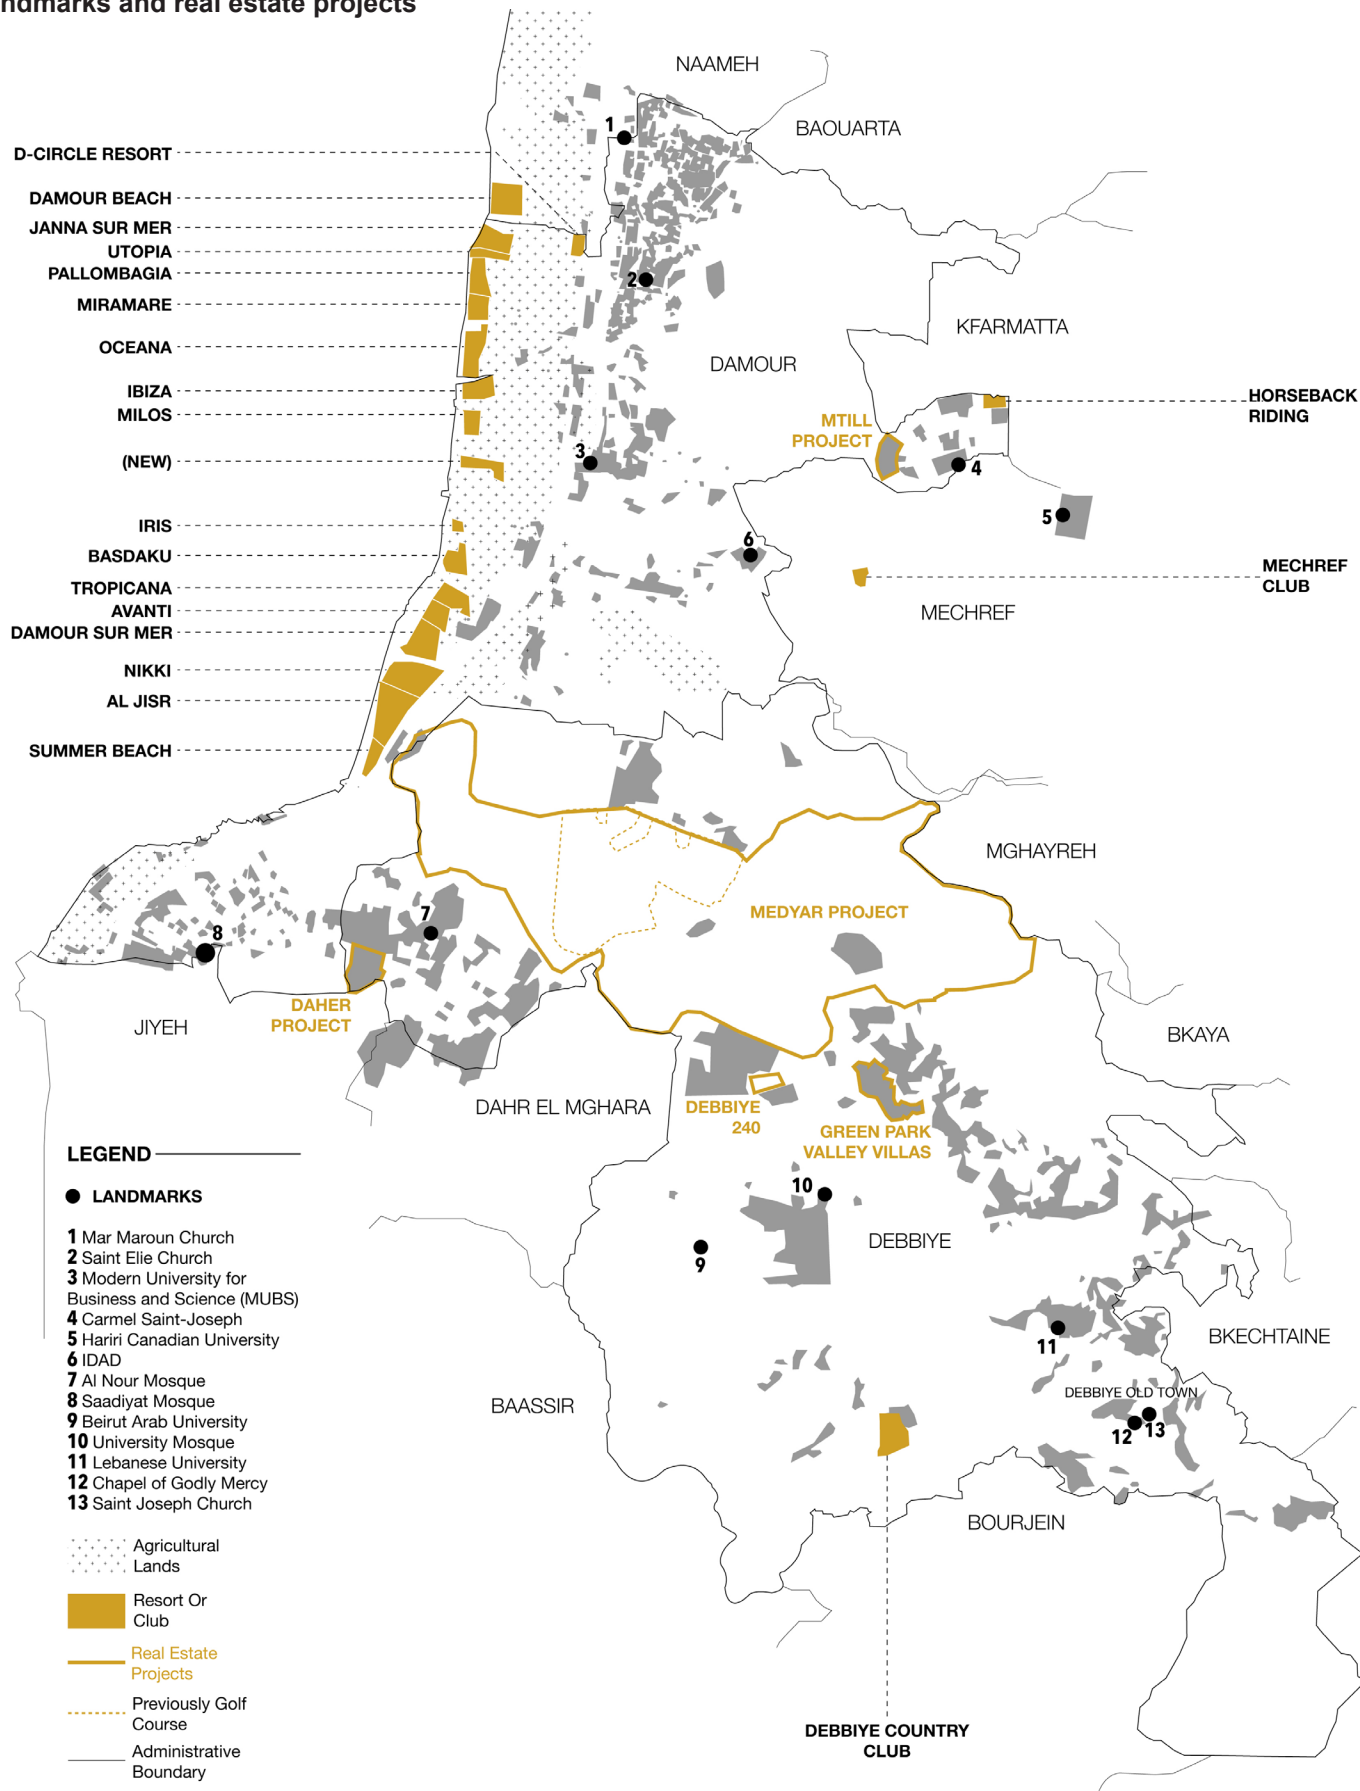 ndmarks and real estate projects
NAAMEH
1
BAOUARTA
D-CIRCLE RESORT
DAMOUR BEACH
JANNA SUR MER
UTOPIA
PALLOMBAGIA
2
MIRAMARE
KFARMATTA
OCEANA
DAMOUR
IBIZA
HORSEBACK
RIDING
MILOS
MTILL
PROJECT
3
(NEW)
4
5
IRIS
6
BASDAKU
MECHREF
CLUB
TROPICANA
AVANTI
MECHREF
DAMOUR SUR MER
NIKKI
AL JISR
SUMMER BEACH
MGHAYREH
MEDYAR PROJECT
7
8
DAHER
PROJECT
JIYEH
BKAYA
DAHR EL MGHARA
DEBBIYE
240
GREEN PARK
VALLEY VILLAS
10
DEBBIYE
9
11
BKECHTAINE
DEBBIYE OLD TOWN
BAASSIR
12
13
BOURJEIN
DEBBIYE COUNTRY
CLUB
LEGEND
LANDMARKS
1 Mar Maroun Church
2 Saint Elie Church
3 Modern University for
Business and Science (MUBS)
4 Carmel Saint-Joseph
5 Hariri Canadian University
6 IDAD
7 Al Nour Mosque
8 Saadiyat Mosque
9 Beirut Arab University
10 University Mosque
11 Lebanese University
12 Chapel of Godly Mercy
13 Saint Joseph Church
Agricultural
Lands
Resort Or
Club
Real Estate
Projects
Previously Golf
Course
Administrative
Boundary